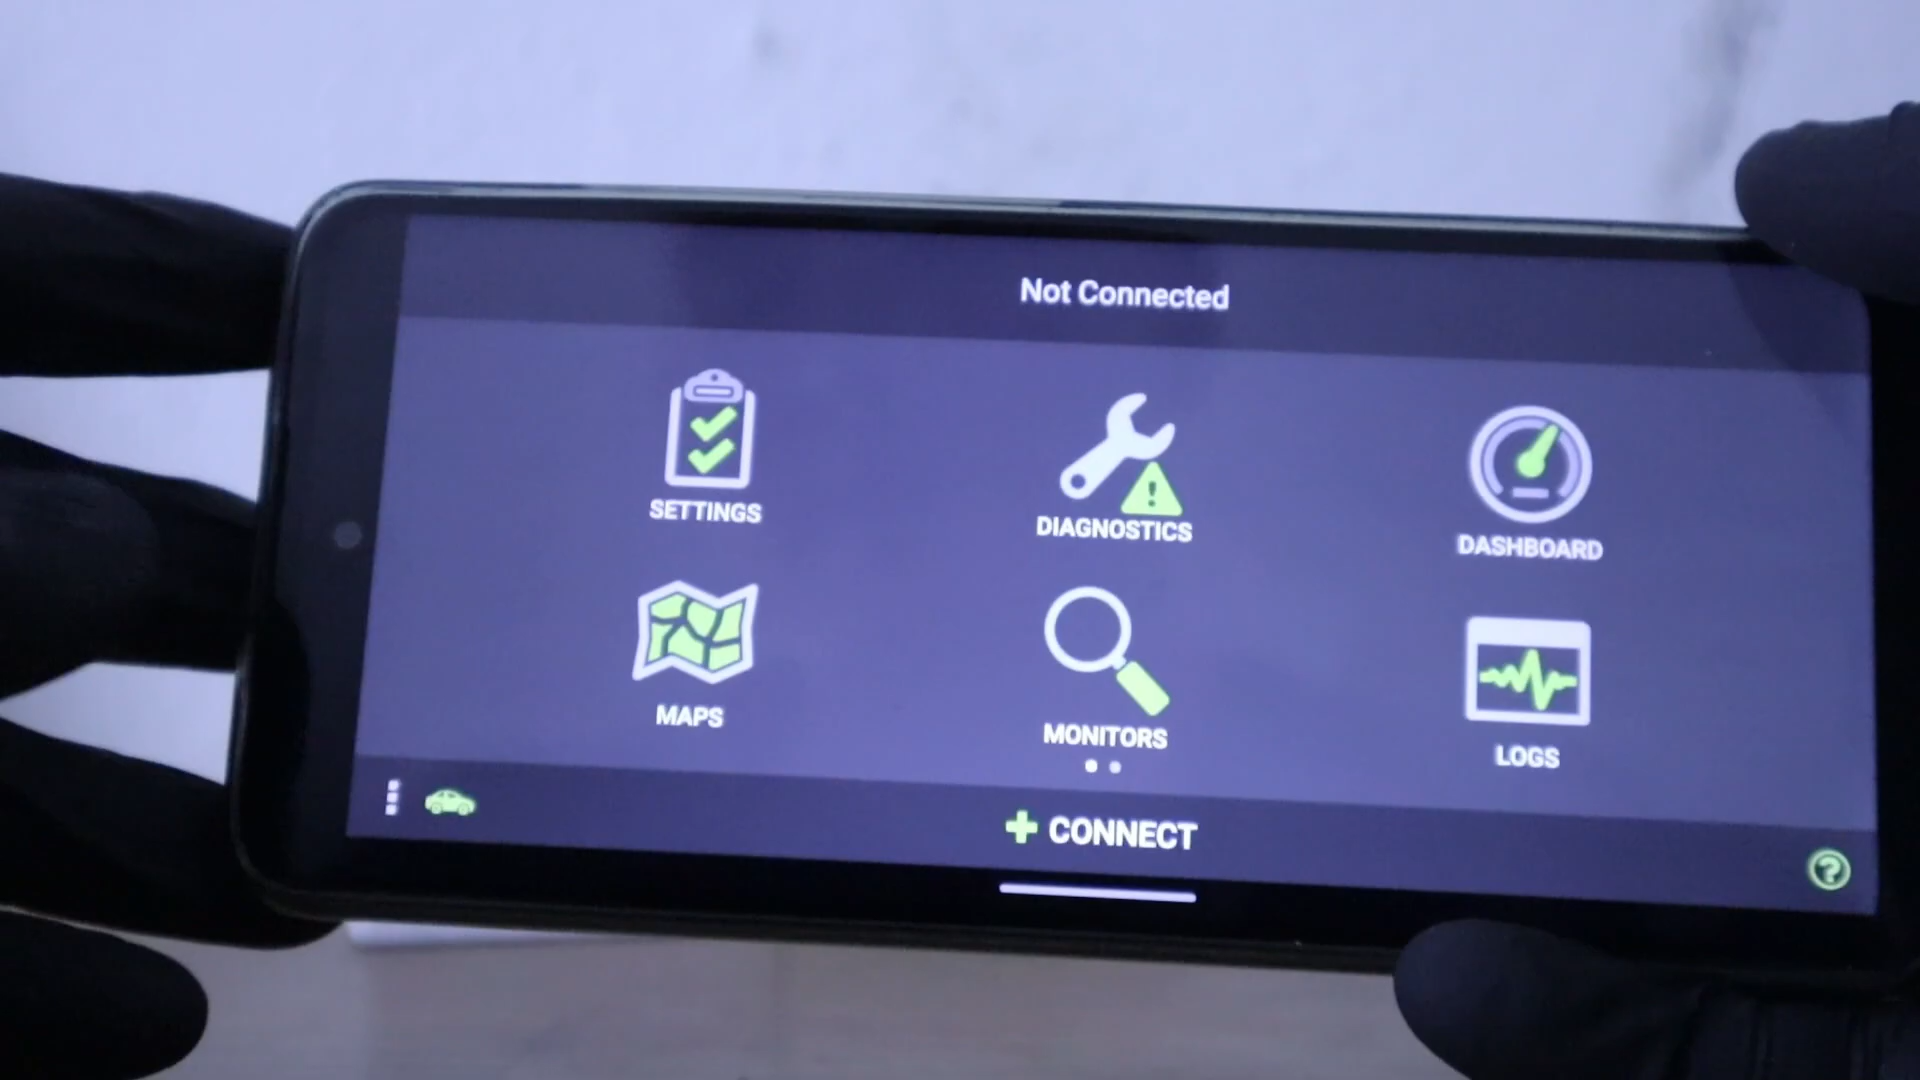 Not Connected
SETTINGS
DIAGNOSTICS
DASHBOARD
MAPS
MONITORS
LOGS
CONNECT
?